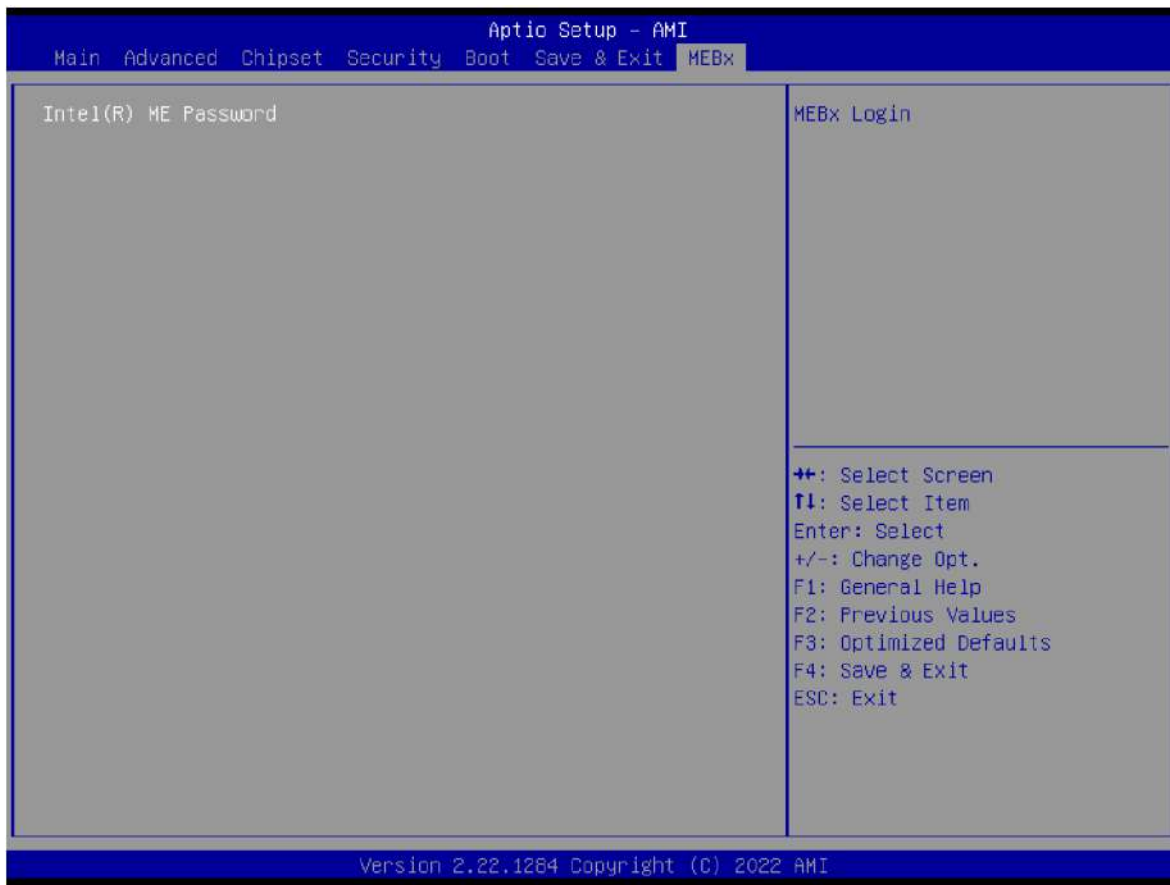 Aptio Setup - AMI
Main Advanced Chipset Security Boot Save & Exit MEBx
Intel(R) ME Password
MEBx Login
→←: Select Screen
↑↓: Select Item
Enter: Select
+/-: Change Opt.
F1: General Help
F2: Previous Values
F3: Optimized Defaults
F4: Save & Exit
ESC: Exit
Version 2.22.1284 Copyright (C) 2022 AMI